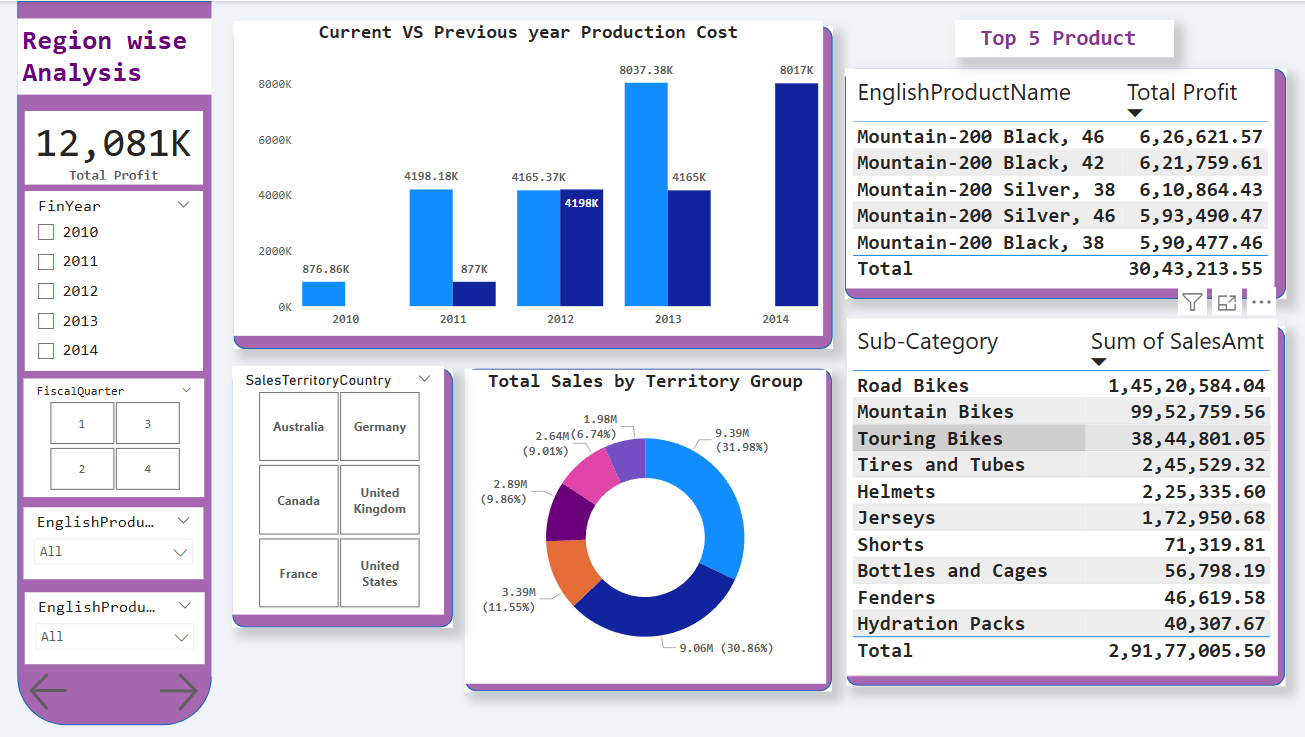 Region wise
Analysis
12,081K
Total Profit
FinYear
2010
2011
2012
2013
2014
FiscalQuarter
1 3
2 4
EnglishProdu...
All
EnglishProdu...
All
Current VS Previous year Production Cost
8000K
6000K
4000K
2000K
0K
876.86K
4198.18K
877K
4165.37K
4198K
8037.38K
4165K
8017K
2010 2011 2012 2013 2014
SalesTerritoryCountry
Australia Germany
Canada United Kingdom
France United States
Total Sales by Territory Group
9.39M
(31.98%)
9.06M (30.86%)
3.39M
(11.55%)
2.89M
(9.86%)
2.64M
(9.01%)
1.98M
(6.74%)
Top 5 Product
EnglishProductName Total Profit
Mountain-200 Black, 46 6,26,621.57
Mountain-200 Black, 42 6,21,759.61
Mountain-200 Silver, 38 6,10,864.43
Mountain-200 Silver, 46 5,93,490.47
Mountain-200 Black, 38 5,90,477.46
Total 30,43,213.55
Sub-Category Sum of SalesAmt
Road Bikes 1,45,20,584.04
Mountain Bikes 99,52,759.56
Touring Bikes 38,44,801.05
Tires and Tubes 2,45,529.32
Helmets 2,25,335.60
Jerseys 1,72,950.68
Shorts 71,319.81
Bottles and Cages 56,798.19
Fenders 46,619.58
Hydration Packs 40,307.67
Total 2,91,77,005.50